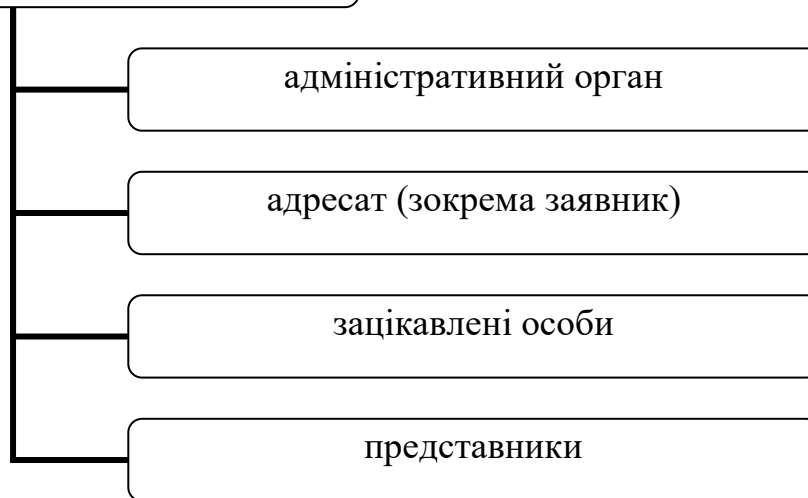 адміністративний орган
адресат (зокрема заявник)
зацікавлені особи
представники